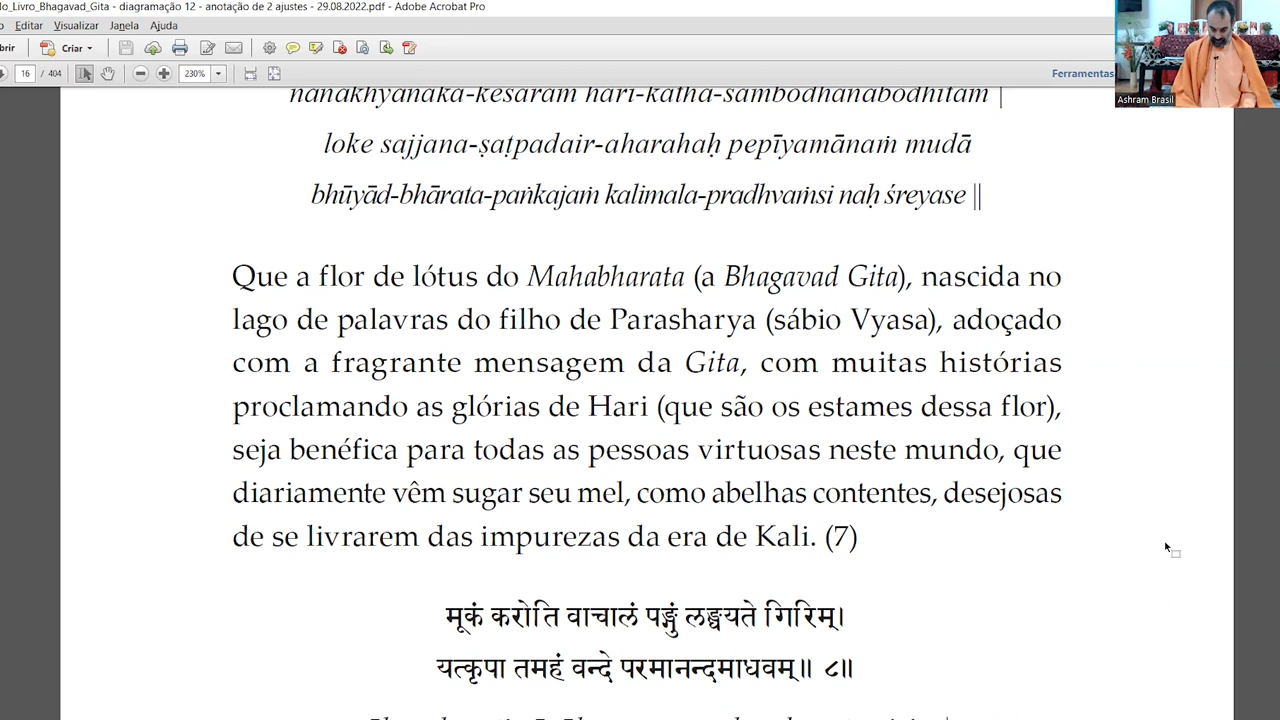 lo_Livro_Bhagavad_Gita - diagramação 12 - anotação de 2 ajustes - 29.08.2022.pdf - Adobe Acrobat Pro
o Editar Visualizar Janela Ajuda
brir Criar
16 / 404 230% Ferramentas
Ashram Brasil
nānākhyānaka-kesaraṁ hari-kathā-sambodhanābodhitam |
loke sajjana-ṣaṭpadair-aharahaḥ pepīyamānaṁ mudā
bhūyād-bhārata-paṅkajaṁ kalimala-pradhvaṁsi naḥ śreyase ||
Que a flor de lótus do Mahabharata (a Bhagavad Gita), nascida no
lago de palavras do filho de Parasharya (sábio Vyasa), adoçado
com a fragrante mensagem da Gita, com muitas histórias
proclamando as glórias de Hari (que são os estames dessa flor),
seja benéfica para todas as pessoas virtuosas neste mundo, que
diariamente vêm sugar seu mel, como abelhas contentes, desejosas
de se livrarem das impurezas da era de Kali. (7)
मूकं करोति वाचालं पङ्गुं लङ्घयते गिरिम्।
यत्कृपा तमहं वन्दे परमानन्दमाधवम्॥ ८॥